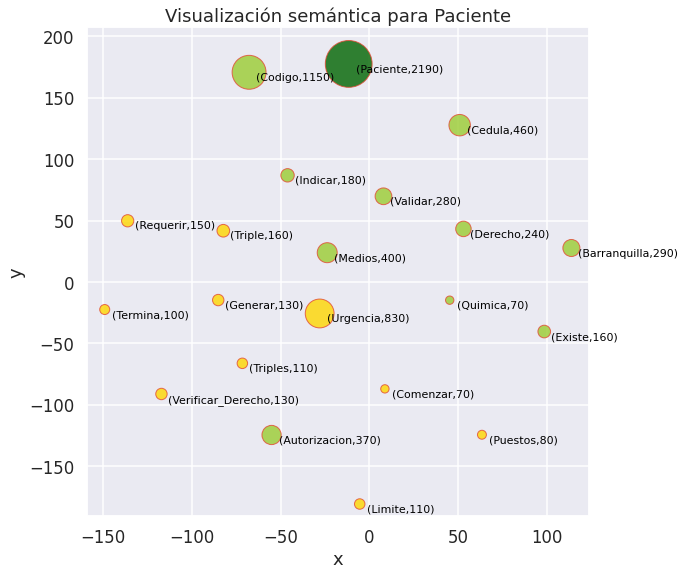 Visualización semántica para Paciente
200
150
100
50
0
−50
−100
−150
y
(Codigo,1150)
(Paciente,2190)
(Cedula,460)
(Indicar,180)
(Validar,280)
(Requerir,150)
(Triple,160)
(Derecho,240)
(Medios,400)
(Barranquilla,290)
(Termina,100)
(Generar,130)
(Urgencia,830)
(Quimica,70)
(Existe,160)
(Triples,110)
(Verificar_Derecho,130)
(Comenzar,70)
(Autorizacion,370)
(Puestos,80)
(Limite,110)
−150 −100 −50 0 50 100
x